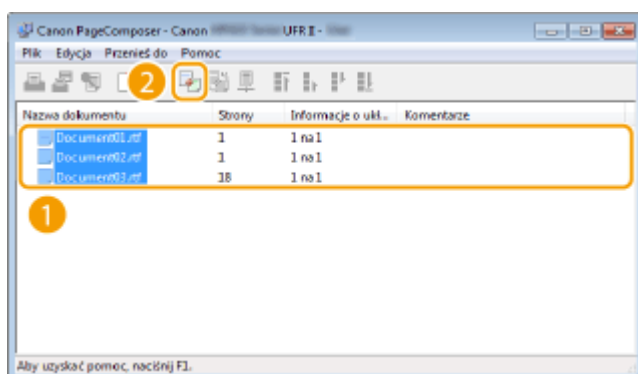 Canon PageComposer - Canon UFR II -
Plik Edycja Przenieś do Pomoc
2
Nazwa dokumentu Strony Informacje o ukł... Komentarze
Document01.rtf 1 1 na 1
Document02.rtf 1 1 na 1
Document03.rtf 18 1 na 1
1
Aby uzyskać pomoc, naciśnij F1.